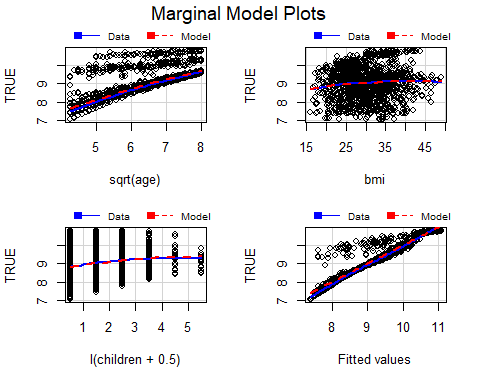 Marginal Model Plots
Data Model Data Model
TRUE
7 8 9
5 6 7 8
sqrt(age)
TRUE
7 8 9
15 25 35 45
bmi
Data Model Data Model
TRUE
7 8 9
1 2 3 4 5
I(children + 0.5)
TRUE
7 8 9
8 9 10 11
Fitted values